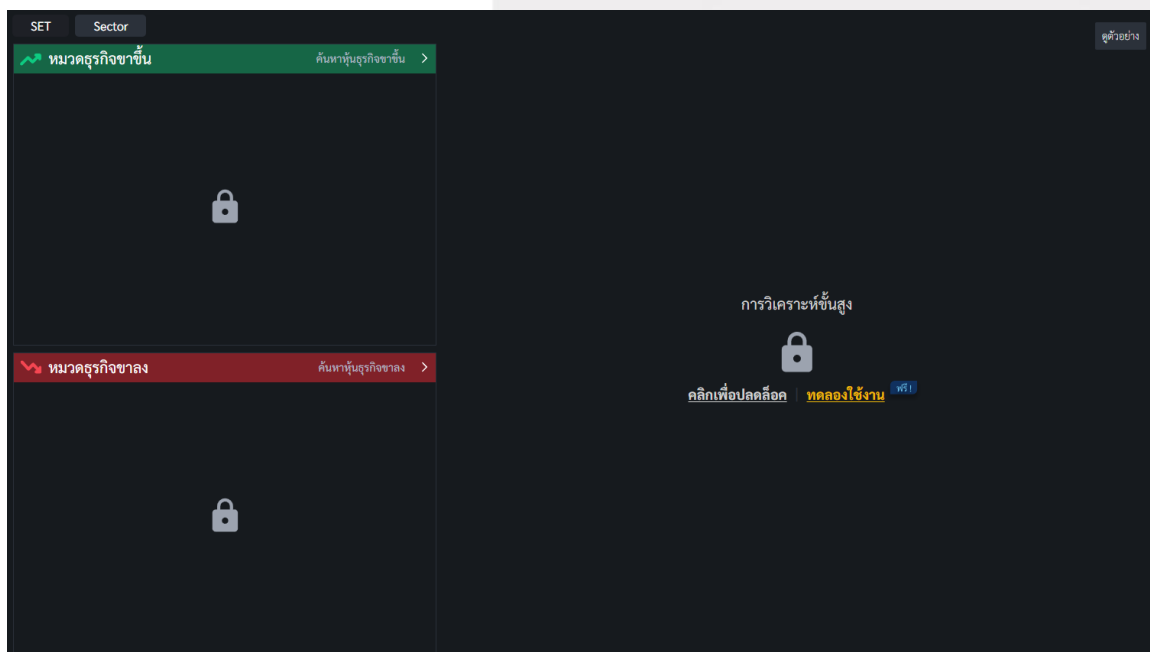 SET Sector
ดูตัวอย่าง
หมวดธุรกิจขาขึ้น ค้นหาหุ้นธุรกิจขาขึ้น
การวิเคราะห์ขั้นสูง
หมวดธุรกิจขาลง ค้นหาหุ้นธุรกิจขาลง
คลิกเพื่อปลดล็อค | ทดลองใช้งาน ฟรี!